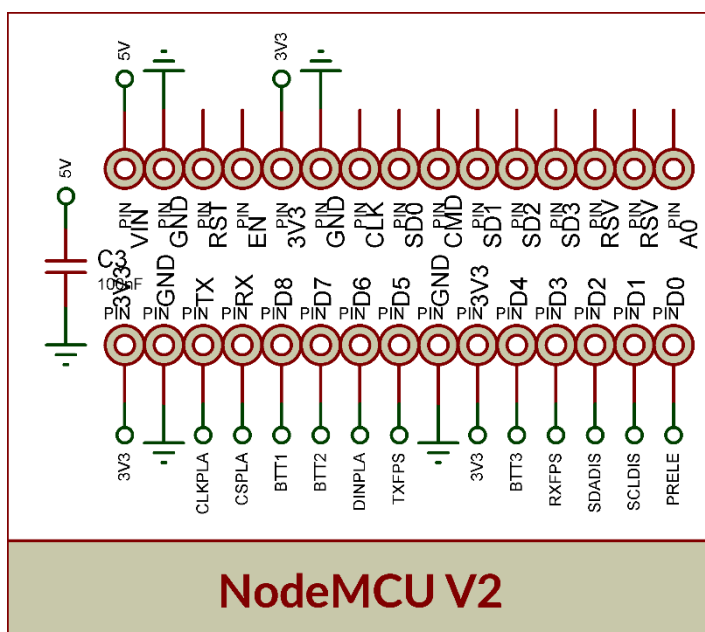 5V
3V3
5V
PIN PIN PIN PIN PIN PIN PIN PIN PIN PIN PIN PIN PIN PIN PIN
VIN GND RST EN 3V3 GND CLK SD0 CMD SD1 SD2 SD3 RSV RSV A0
C3
100nF
3V3 GND TX RX D8 D7 D6 D5 GND 3V3 D4 D3 D2 D1 D0
PIN PIN PIN PIN PIN PIN PIN PIN PIN PIN PIN PIN PIN PIN PIN
3V3 CLKPLA CSPLA BTT1 BTT2 DINPLA TXFPS 3V3 BTT3 RXFPS SDADIS SCLDIS PRELE
NodeMCU V2